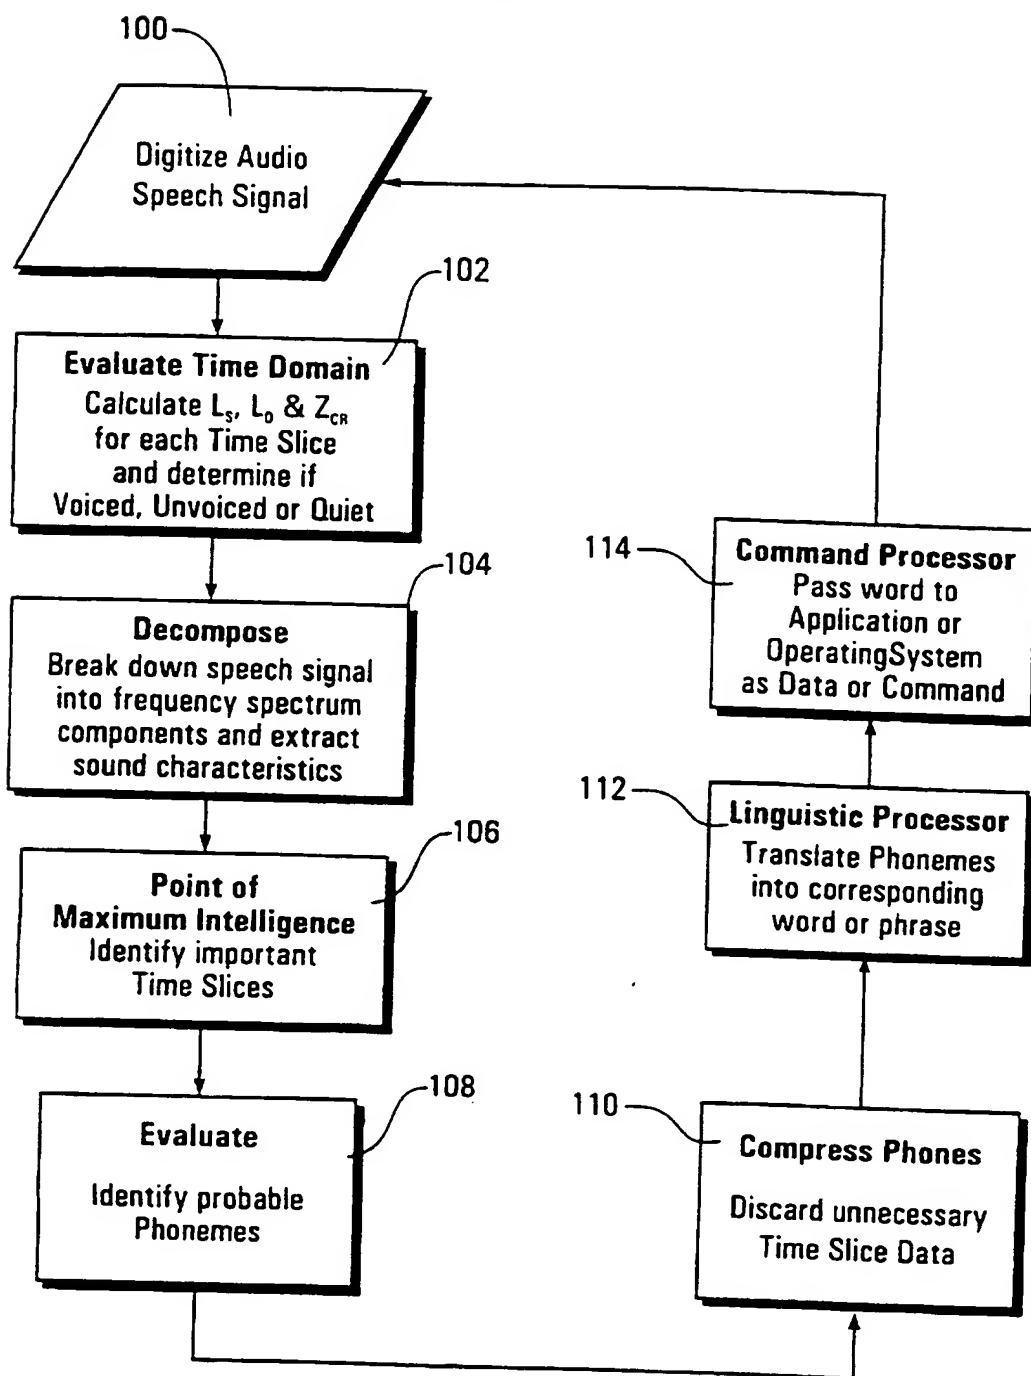 100
Digitize Audio
Speech Signal
102
Evaluate Time Domain
Calculate L_S, L_D & Z_CR
for each Time Slice
and determine if
Voiced, Unvoiced or Quiet
104
Decompose
Break down speech signal
into frequency spectrum
components and extract
sound characteristics
106
Point of
Maximum Intelligence
Identify important
Time Slices
108
Evaluate
Identify probable
Phonemes
110
Compress Phones
Discard unnecessary
Time Slice Data
112
Linguistic Processor
Translate Phonemes
into corresponding
word or phrase
114
Command Processor
Pass word to
Application or
OperatingSystem
as Data or Command